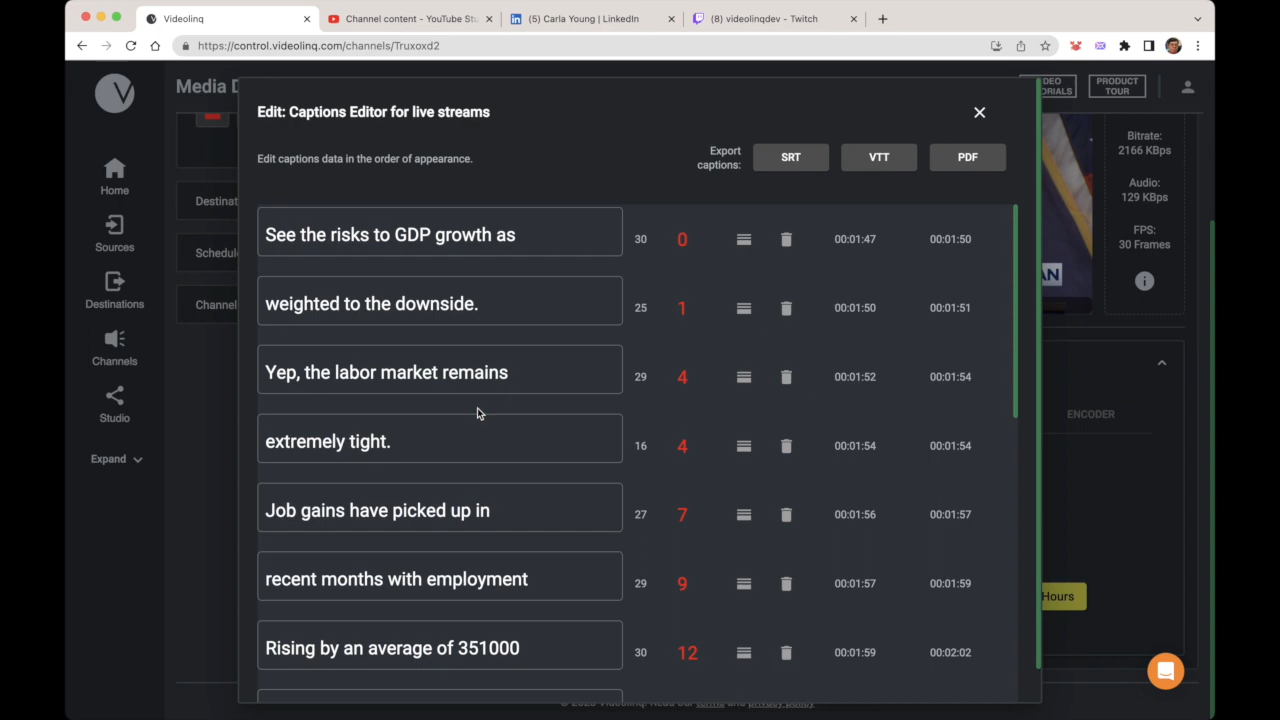 Videolinq
Channel content - YouTube Stu
(5) Carla Young | LinkedIn
(8) videolinqdev - Twitch
https://control.videolinq.com/channels/Truxoxd2
Media D
DEO
ORIALS
PRODUCT
TOUR
Home
Sources
Destinations
Channels
Studio
Expand
Destinat
Schedul
Channel
Edit: Captions Editor for live streams
Edit captions data in the order of appearance.
Export
captions:
SRT
VTT
PDF
See the risks to GDP growth as 30 0 00:01:47 00:01:50
weighted to the downside. 25 1 00:01:50 00:01:51
Yep, the labor market remains 29 4 00:01:52 00:01:54
extremely tight. 16 4 00:01:54 00:01:54
Job gains have picked up in 27 7 00:01:56 00:01:57
recent months with employment 29 9 00:01:57 00:01:59
Rising by an average of 351000 30 12 00:01:59 00:02:02
AN
Bitrate:
2166 KBps
Audio:
129 KBps
FPS:
30 Frames
ENCODER
Hours